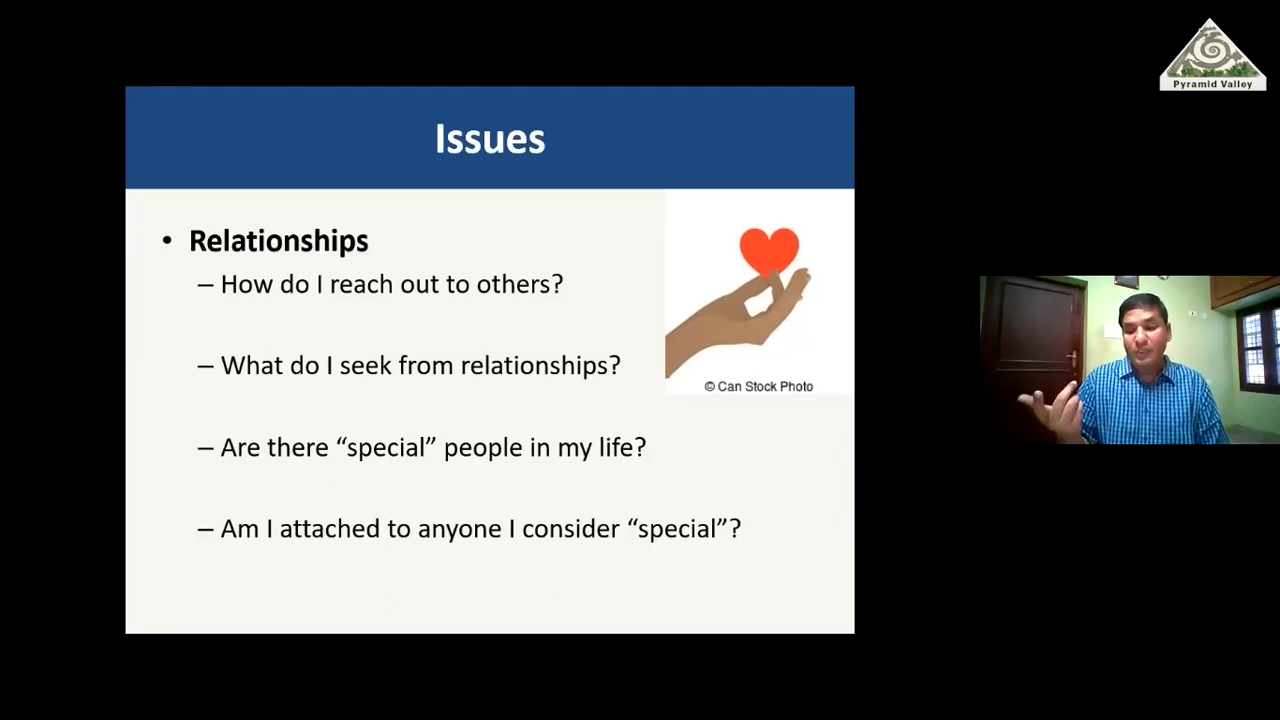 Pyramid Valley
Issues
• Relationships
– How do I reach out to others?
– What do I seek from relationships?
– Are there “special” people in my life?
– Am I attached to anyone I consider “special”?
© Can Stock Photo